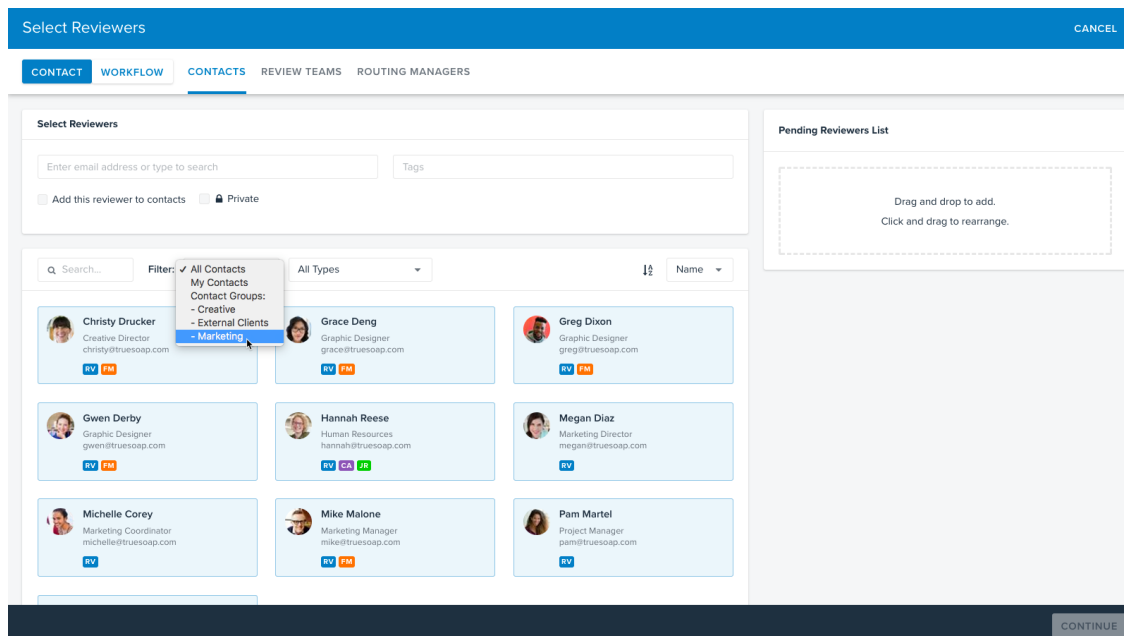 Select Reviewers
CANCEL
CONTACT WORKFLOW CONTACTS REVIEW TEAMS ROUTING MANAGERS
Select Reviewers
Enter email address or type to search
Tags
Add this reviewer to contacts
Private
Pending Reviewers List
Drag and drop to add.
Click and drag to rearrange.
Search...
Filter:
✓ All Contacts
My Contacts
Contact Groups:
- Creative
- External Clients
- Marketing
All Types
Name
Christy Drucker
Creative Director
christy@truesoap.com
RV FM
Grace Deng
Graphic Designer
grace@truesoap.com
RV FM
Greg Dixon
Graphic Designer
greg@truesoap.com
RV FM
Gwen Derby
Graphic Designer
gwen@truesoap.com
RV FM
Hannah Reese
Human Resources
hannah@truesoap.com
RV CA JR
Megan Diaz
Marketing Director
megan@truesoap.com
RV
Michelle Corey
Marketing Coordinator
michelle@truesoap.com
RV
Mike Malone
Marketing Manager
mike@truesoap.com
RV FM
Pam Martel
Project Manager
pam@truesoap.com
RV
CONTINUE